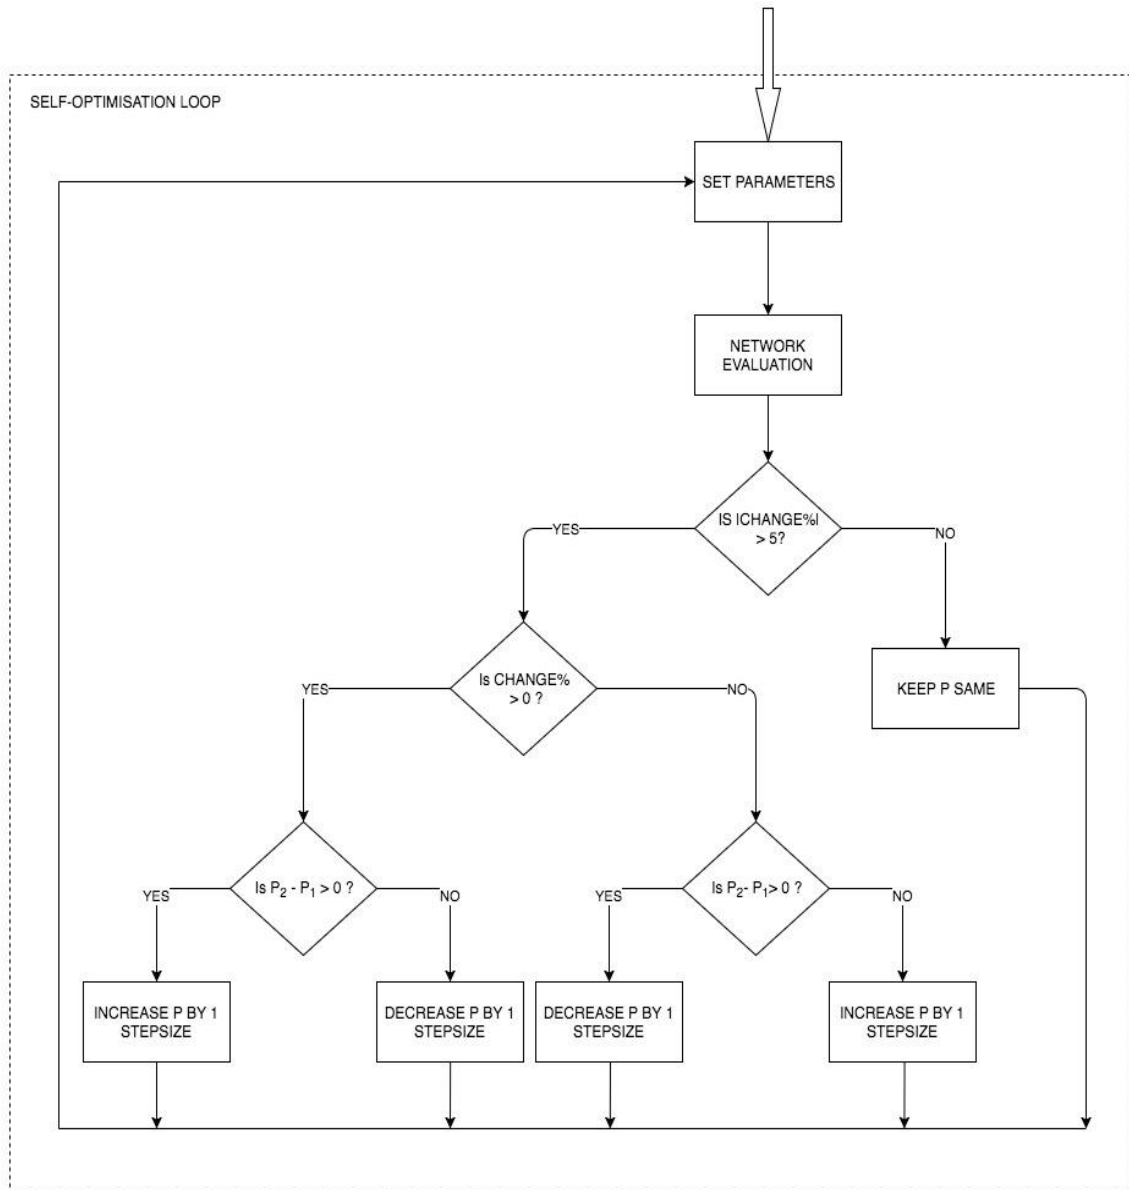 SELF-OPTIMISATION LOOP
SET PARAMETERS
NETWORK
EVALUATION
IS ICHANGE%I
> 5?
YES
NO
Is CHANGE%
> 0 ?
KEEP P SAME
YES
NO
Is P₂ - P₁ > 0 ?
Is P₂- P₁> 0 ?
YES
NO
YES
NO
INCREASE P BY 1
STEPSIZE
DECREASE P BY 1
STEPSIZE
DECREASE P BY 1
STEPSIZE
INCREASE P BY 1
STEPSIZE